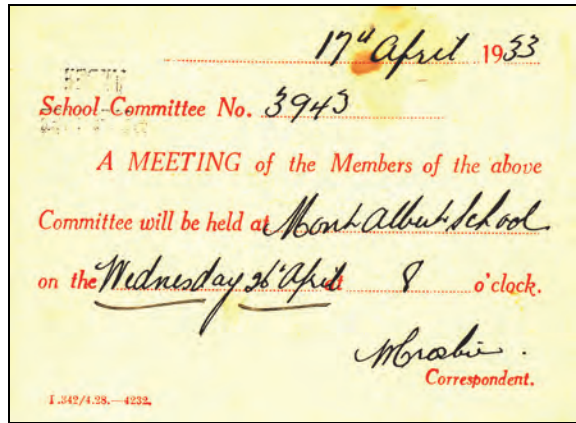 17th April 1933
School Committee No. 3943
A MEETING of the Members of the above
Committee will be held at Mont Albert School
on the Wednesday 26th April at 8 o'clock.
Correspondent.
I.342/4.28.—4232.